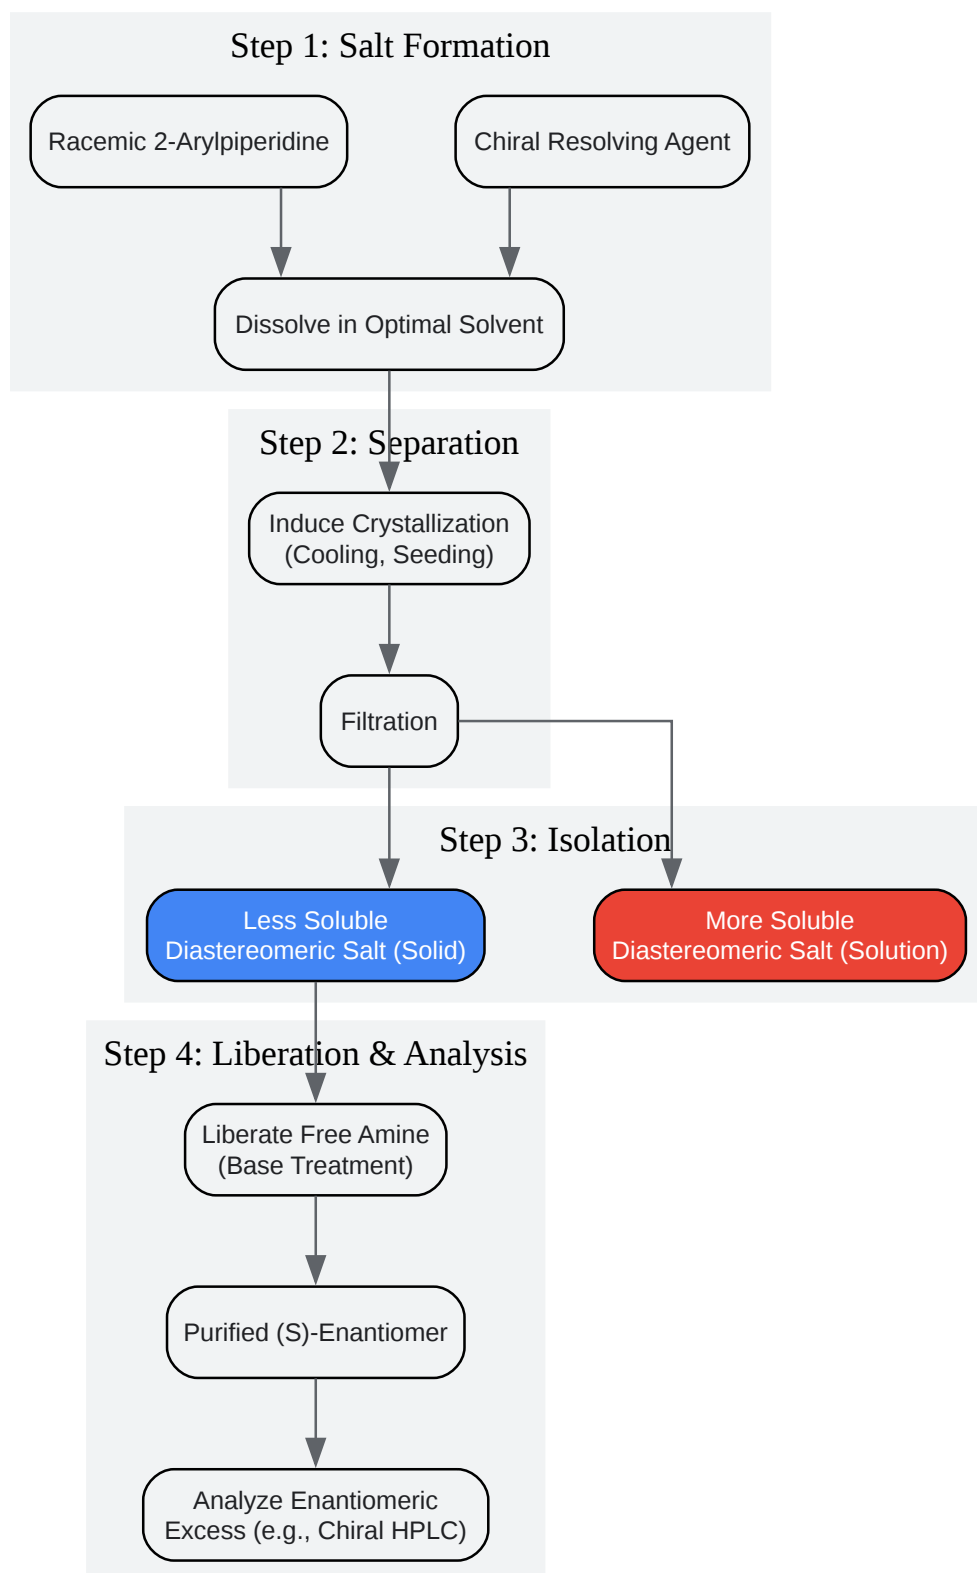 Step 1: Salt Formation
Racemic 2-Arylpiperidine
Chiral Resolving Agent
Dissolve in Optimal Solvent
Step 2: Separation
Induce Crystallization
(Cooling, Seeding)
Filtration
Step 3: Isolation
Less Soluble
Diastereomeric Salt (Solid)
More Soluble
Diastereomeric Salt (Solution)
Step 4: Liberation & Analysis
Liberate Free Amine
(Base Treatment)
Purified (S)-Enantiomer
Analyze Enantiomeric
Excess (e.g., Chiral HPLC)